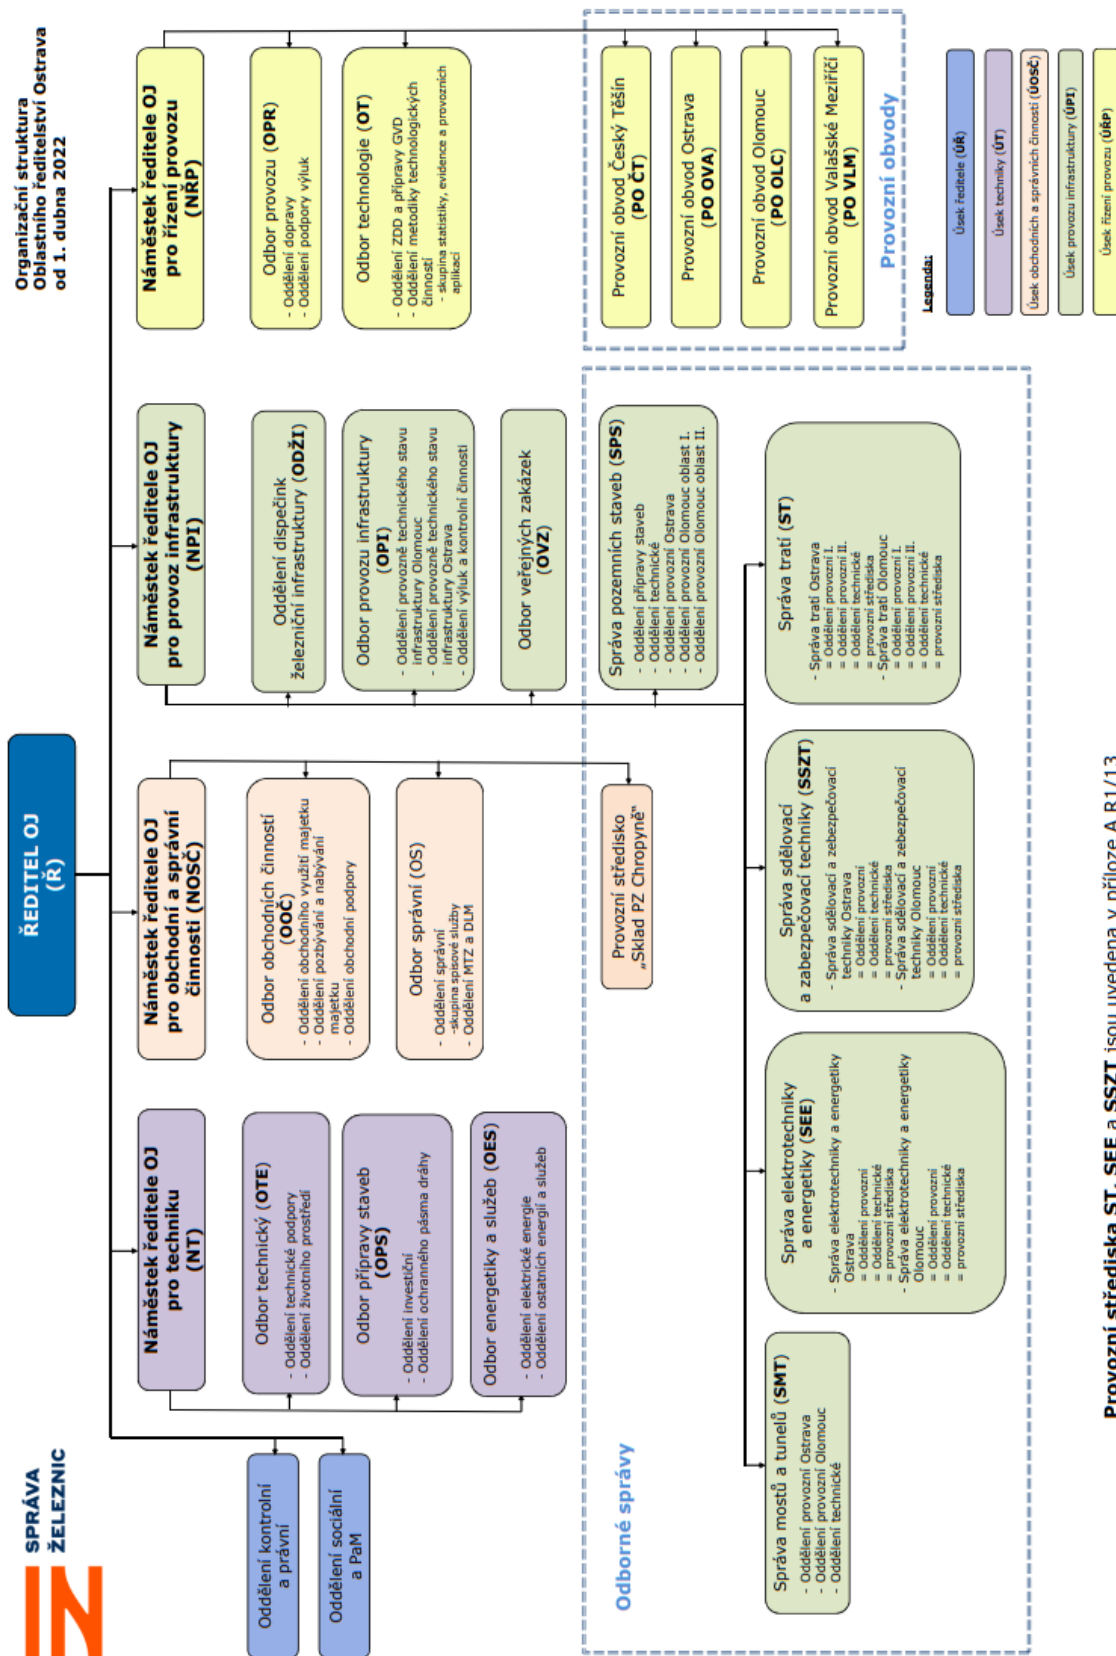 SPRÁVA
ŽELEZNIC
Organizační struktura
Oblastního ředitelství Ostrava
od 1. dubna 2022
ŘEDITEL OJ
(Ř)
Oddělení kontrolní
a právní
Oddělení sociální
a PaM
Náměstek ředitele OJ
pro techniku
(NT)
Odbor technický (OTE)
- Oddělení technické podpory
- Oddělení životního prostředí
Odbor přípravy staveb
(OPS)
- Oddělení investiční
- Oddělení ochranného pásma dráhy
Odbor energetiky a služeb (OES)
- Oddělení elektrické energie
- Oddělení ostatních energií a služeb
Náměstek ředitele OJ
pro obchodní a správní
činnosti (NOSČ)
Odbor obchodních činností
(OOČ)
- Oddělení obchodního využití majetku
- Oddělení pozbývání a nabývání
majetku
- Oddělení obchodní podpory
Odbor správní (OS)
- Oddělení správní
-skupina spisové služby
- Oddělení MTZ a DLM
Provozní středisko
„Sklad PZ Chropyně“
Náměstek ředitele OJ
pro provoz infrastruktury
(NPI)
Oddělení dispečink
železniční infrastruktury (ODŽI)
Odbor provozu infrastruktury
(OPI)
- Oddělení provozně technického stavu
infrastruktury Olomouc
- Oddělení provozně technického stavu
infrastruktury Ostrava
- Oddělení výluk a kontrolní činnosti
Odbor veřejných zakázek
(OVZ)
Náměstek ředitele OJ
pro řízení provozu
(NŘP)
Odbor provozu (OPR)
- Oddělení dopravy
- Oddělení podpory výluk
Odbor technologie (OT)
- Oddělení ZDD a přípravy GVD
- Oddělení metodiky technologických
činností
- skupina statistiky, evidence a provozních
aplikací
Odborné správy
Správa pozemních staveb (SPS)
- Oddělení přípravy staveb
- Oddělení technické
- Oddělení provozní Ostrava
- Oddělení provozní Olomouc oblast I.
- Oddělení provozní Olomouc oblast II.
Správa mostů a tunelů (SMT)
- Oddělení provozní Ostrava
- Oddělení provozní Olomouc
- Oddělení technické
Správa elektrotechniky
a energetiky (SEE)
- Správa elektrotechniky a energetiky
Ostrava
= Oddělení provozní
= Oddělení technické
= provozní střediska
- Správa elektrotechniky a energetiky
Olomouc
= Oddělení provozní
= Oddělení technické
= provozní střediska
Správa sdělovací
a zabezpečovací techniky (SSZT)
- Správa sdělovací a zebezpečovací
techniky Ostrava
= Oddělení provozní
= Oddělení technické
= provozní střediska
- Správa sdělovací a zebezpečovací
techniky Olomouc
= Oddělení provozní
= Oddělení technické
= provozní střediska
Správa tratí (ST)
- Správa tratí Ostrava
= Oddělení provozní I.
= Oddělení provozní II.
= Oddělení technické
= provozní střediska
- Správa tratí Olomouc
= Oddělení provozní I.
= Oddělení provozní II.
= Oddělení technické
= provozní střediska
Provozní obvod Český Těšín
(PO ČT)
Provozní obvod Ostrava
(PO OVA)
Provozní obvod Olomouc
(PO OLC)
Provozní obvod Valašské Meziříčí
(PO VLM)
Provozní obvody
Legenda:
Úsek ředitele (ÚŘ)
Úsek techniky (ÚT)
Úsek obchodních a správních činností (ÚOSČ)
Úsek provozu infrastruktury (ÚPI)
Úsek řízení provozu (ÚŘP)
Provozní střediska ST, SEE a SSZT jsou uvedena v příloze A R1/13